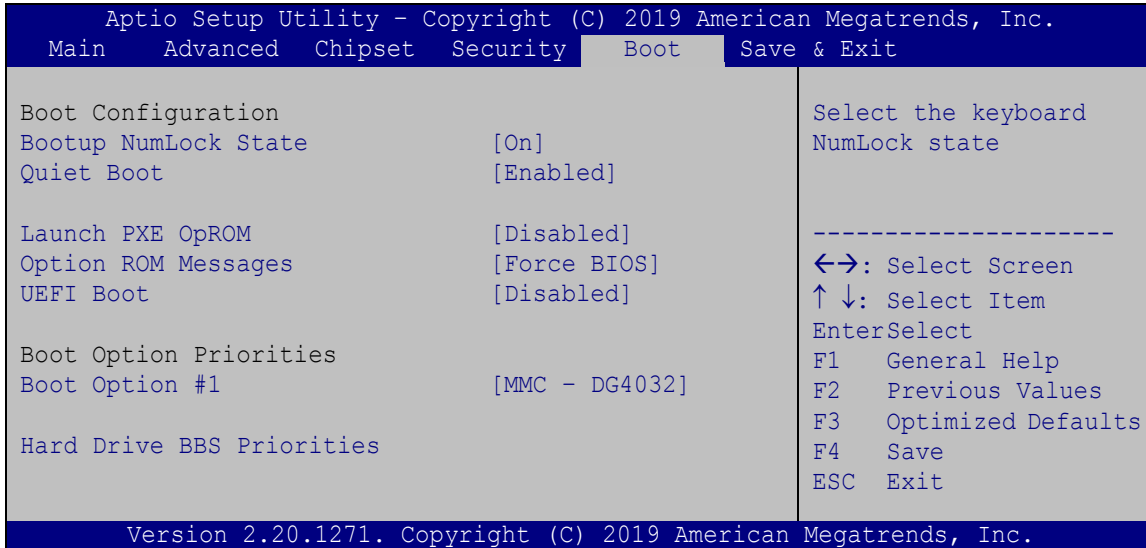 Aptio Setup Utility – Copyright (C) 2019 American Megatrends, Inc.
Main Advanced Chipset Security Boot Save & Exit
Boot Configuration
Bootup NumLock State [On]
Quiet Boot [Enabled]
Launch PXE OpROM [Disabled]
Option ROM Messages [Force BIOS]
UEFI Boot [Disabled]
Boot Option Priorities
Boot Option #1 [MMC – DG4032]
Hard Drive BBS Priorities
Select the keyboard
NumLock state
---------------------
←→: Select Screen
↑ ↓: Select Item
EnterSelect
F1 General Help
F2 Previous Values
F3 Optimized Defaults
F4 Save
ESC Exit
Version 2.20.1271. Copyright (C) 2019 American Megatrends, Inc.